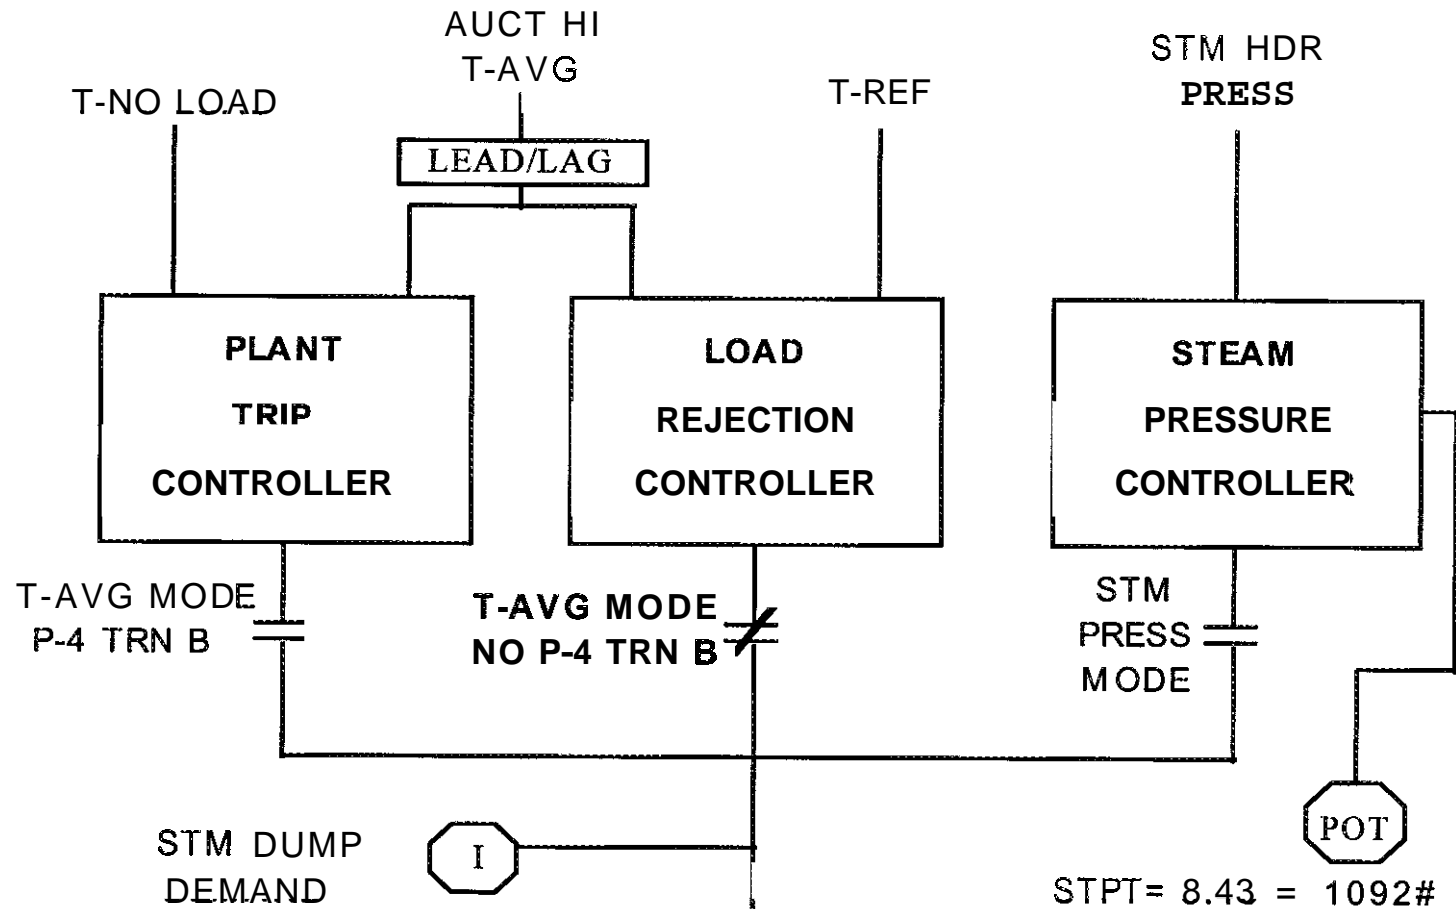 AUCT HI
T-AVG
STM HDR
PRESS
T-NO LOAD
T-REF
LEAD/LAG
PLANT
TRIP
CONTROLLER
LOAD
REJECTION
CONTROLLER
STEAM
PRESSURE
CONTROLLER
T-AVG MODE
P-4 TRN B
T-AVG MODE
NO P-4 TRN B
STM
PRESS
MODE
STM DUMP
DEMAND
I
POT
STPT= 8.43 = 1092#